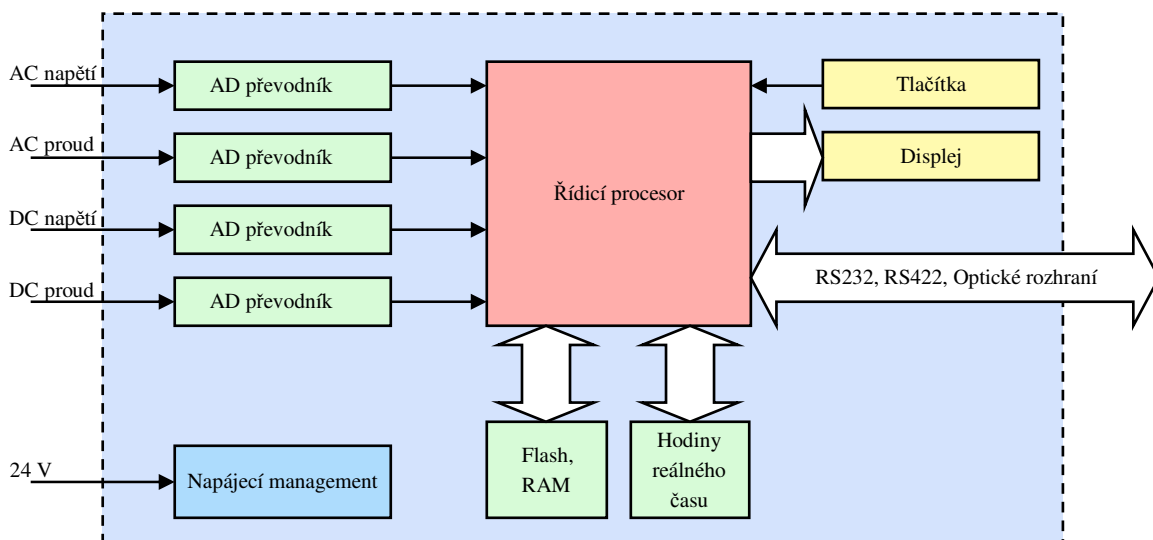 AC napětí
AD převodník
Tlačítka
AC proud
AD převodník
Displej
Řídicí procesor
DC napětí
AD převodník
DC proud
AD převodník
RS232, RS422, Optické rozhraní
24 V
Napájecí management
Flash,
RAM
Hodiny
reálného
času